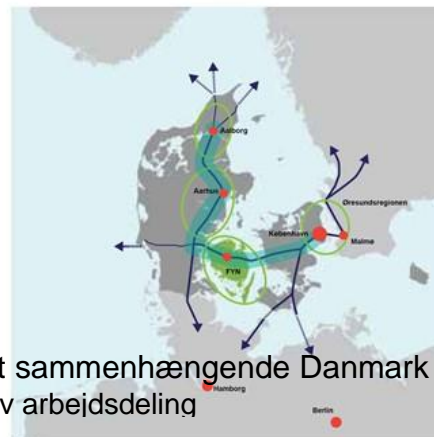 Aalborg
Aarhus
Øresundsregionen
København
Malmø
FYN
t sammenhængende Danmark
Hamborg
v arbejdsdeling
Berlin